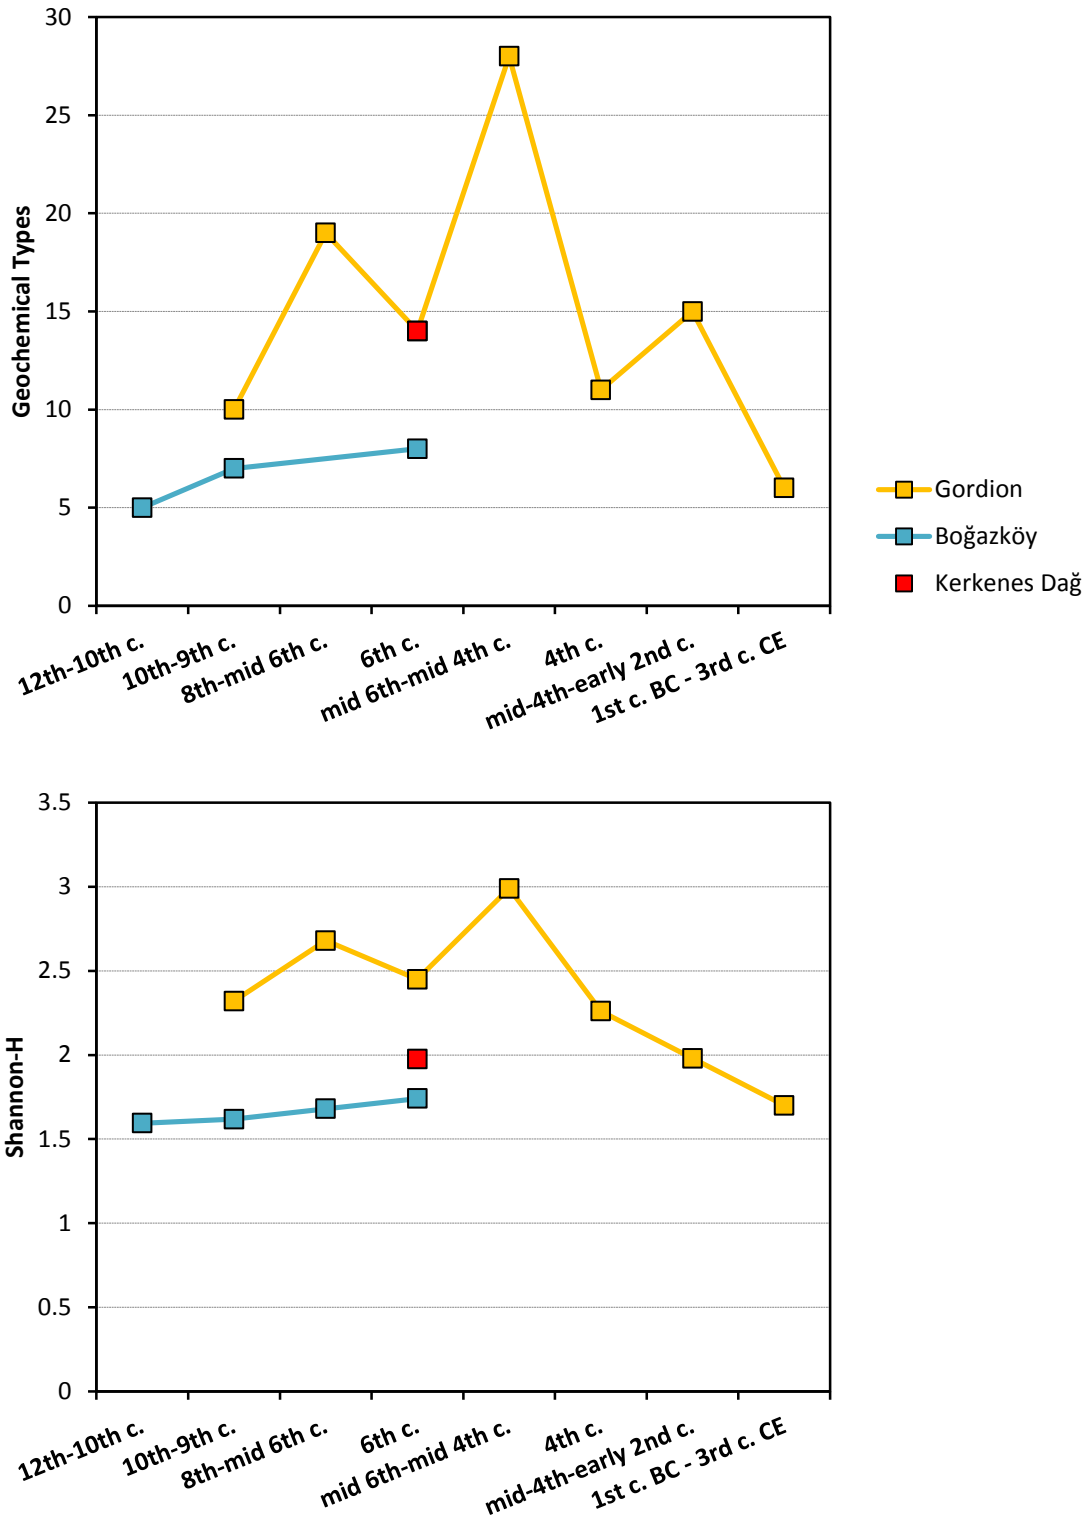 30
25
20
15
10
5
0
Geochemical Types
12th-10th c.
10th-9th c.
8th-mid 6th c.
6th c.
mid 6th-mid 4th c.
4th c.
mid-4th-early 2nd c.
1st c. BC - 3rd c. CE
Gordion
Boğazköy
Kerkenes Dağ
3.5
3
2.5
2
1.5
1
0.5
0
Shannon-H
12th-10th c.
10th-9th c.
8th-mid 6th c.
6th c.
mid 6th-mid 4th c.
4th c.
mid-4th-early 2nd c.
1st c. BC - 3rd c. CE